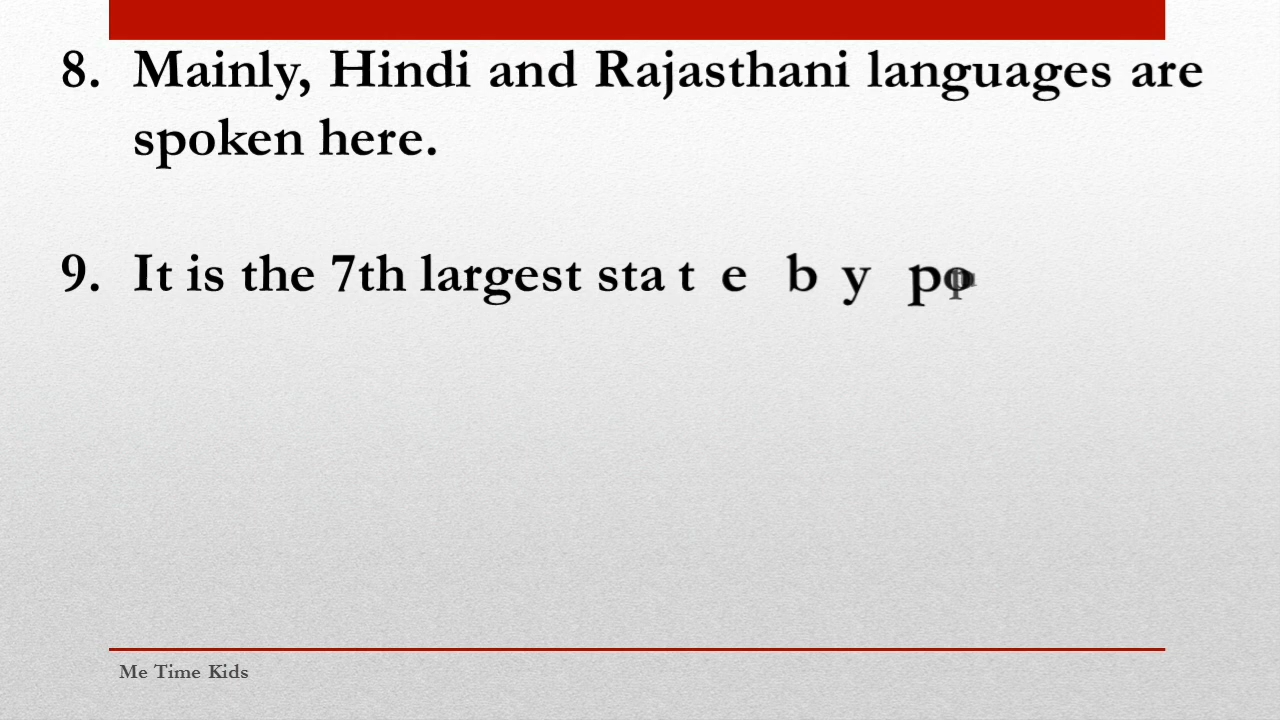 8. Mainly, Hindi and Rajasthani languages are
spoken here.
9. It is the 7th largest state by
Me Time Kids